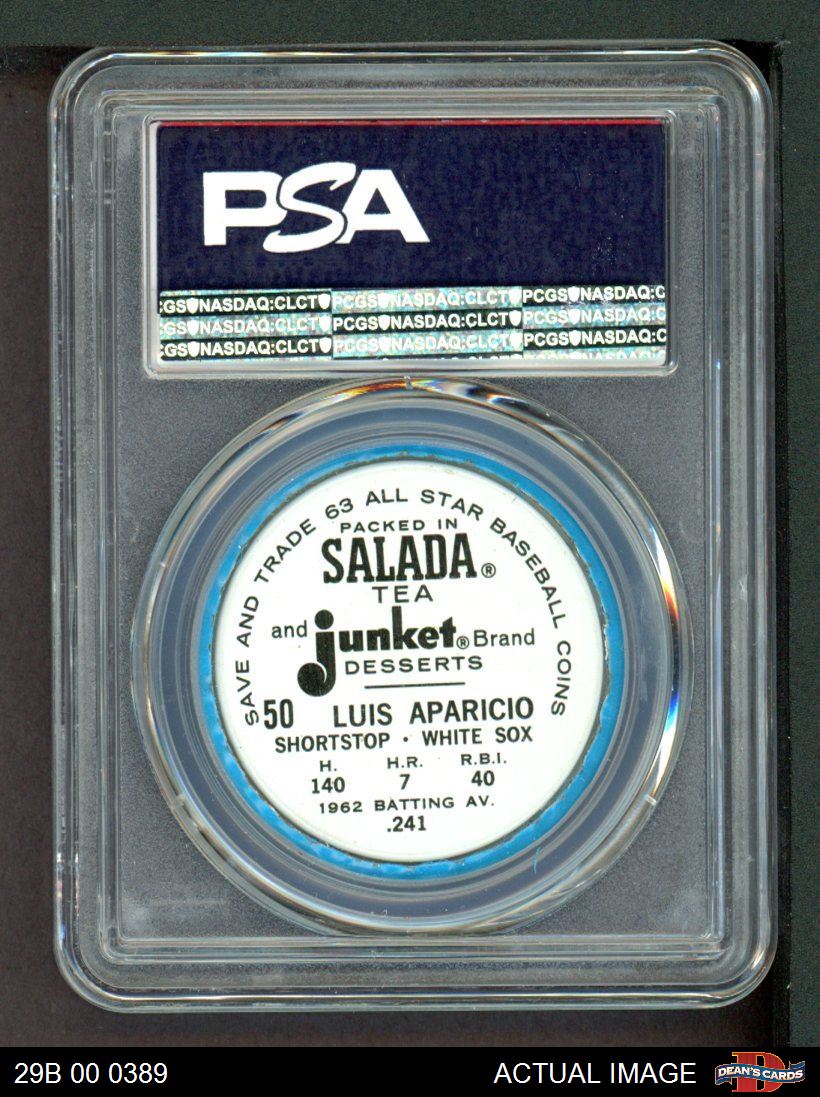 PSA
CGS NASDAQ:CLCT PCGS NASDAQ:CLCT PCGS NASDAQ:C
CGS NASDAQ:CLCT PCGS NASDAQ:CLCT PCGS NASDAQ:C
CGS NASDAQ:CLCT PCGS NASDAQ:CLCT PCGS NASDAQ:C
SAVE AND TRADE 63 ALL STAR BASEBALL COINS
PACKED IN
SALADA®
TEA
and junket® Brand
DESSERTS
50 LUIS APARICIO
SHORTSTOP · WHITE SOX
H. H.R. R.B.I.
140 7 40
1962 BATTING AV.
.241
29B 00 0389 ACTUAL IMAGE DEAN'S CARDS